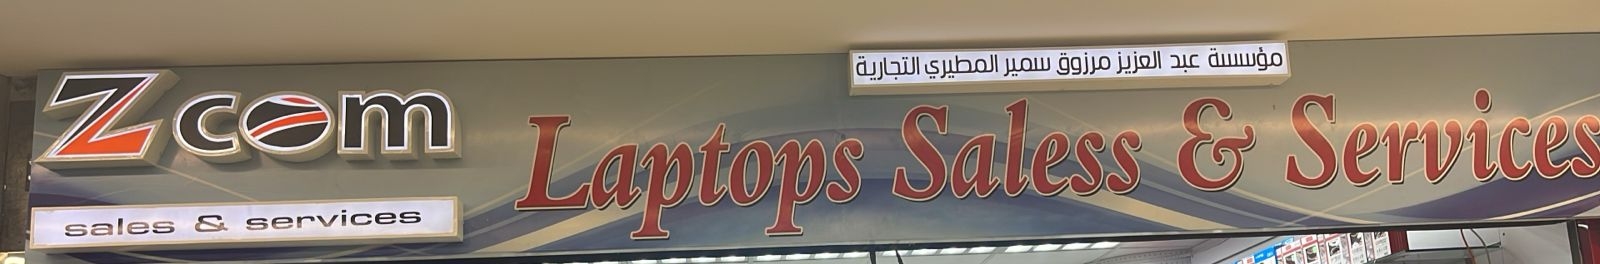 Zcom
sales & services
مؤسسة عبد العزيز مرزوق سمير المطيري التجارية
Laptops Saless & Services